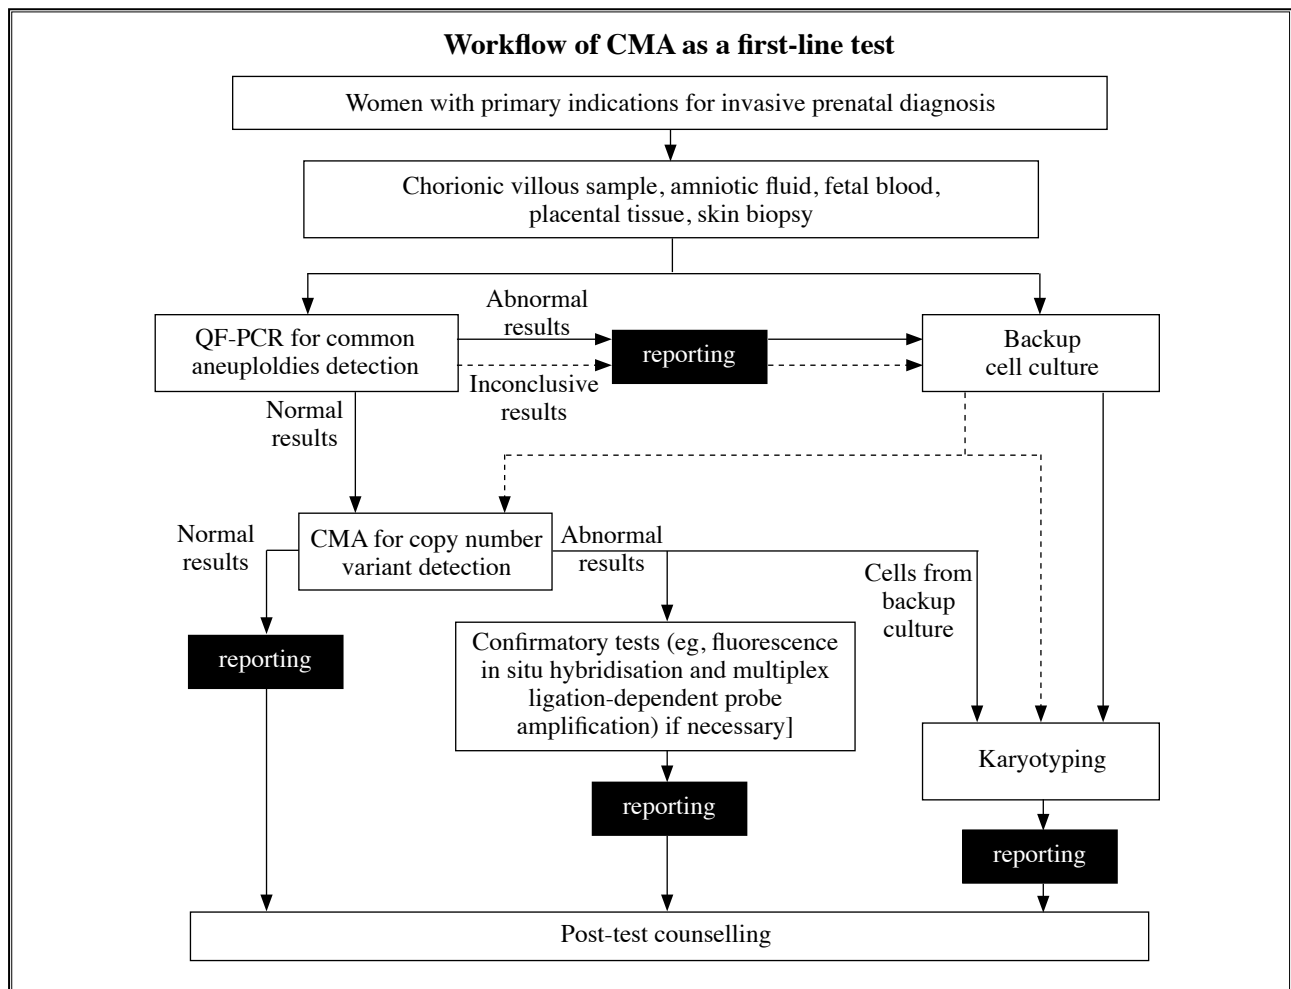 Workflow of CMA as a first-line test
Women with primary indications for invasive prenatal diagnosis
Chorionic villous sample, amniotic fluid, fetal blood,
placental tissue, skin biopsy
QF-PCR for common
aneuploldies detection
Abnormal
results
Inconclusive
results
reporting
Backup
cell culture
Normal
results
CMA for copy number
variant detection
Normal
results
Abnormal
results
Cells from
backup
culture
reporting
Confirmatory tests (eg, fluorescence
in situ hybridisation and multiplex
ligation-dependent probe
amplification) if necessary]
Karyotyping
reporting
reporting
Post-test counselling